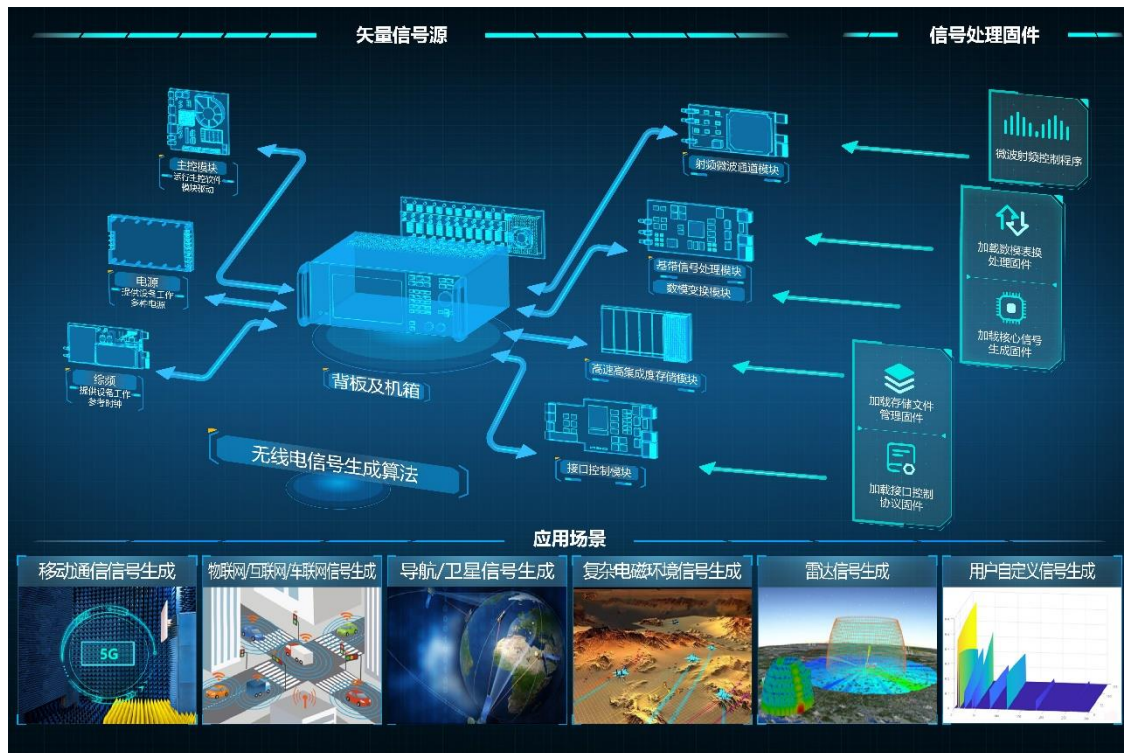 矢量信号源
信号处理固件
主控模块
运行主控软件
模块驱动
电源
提供设备工作
多种电源
综频
提供设备工作
参考时钟
背板及机箱
无线电信号生成算法
射频微波通道模块
基带信号处理模块
数模变换模块
高速高集成度存储模块
接口控制模块
微波射频控制程序
加载数模表换
处理固件
加载核心信号
生成固件
加载存储文件
管理固件
加载接口控制
协议固件
应用场景
移动通信信号生成
物联网/互联网/车联网信号生成
导航/卫星信号生成
复杂电磁环境信号生成
雷达信号生成
用户自定义信号生成
5G